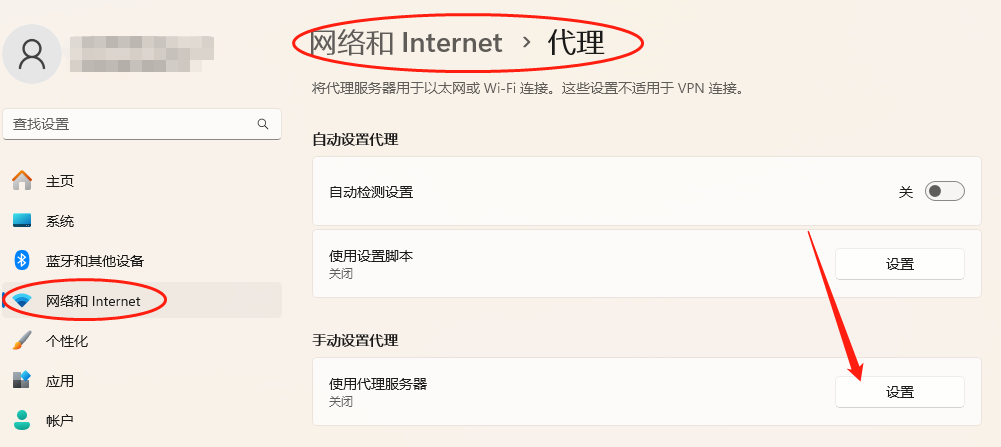 网络和 Internet › 代理
将代理服务器用于以太网或 Wi-Fi 连接。这些设置不适用于 VPN 连接。
查找设置
主页
系统
蓝牙和其他设备
网络和 Internet
个性化
应用
帐户
自动设置代理
自动检测设置
关
使用设置脚本
关闭
设置
手动设置代理
使用代理服务器
关闭
设置